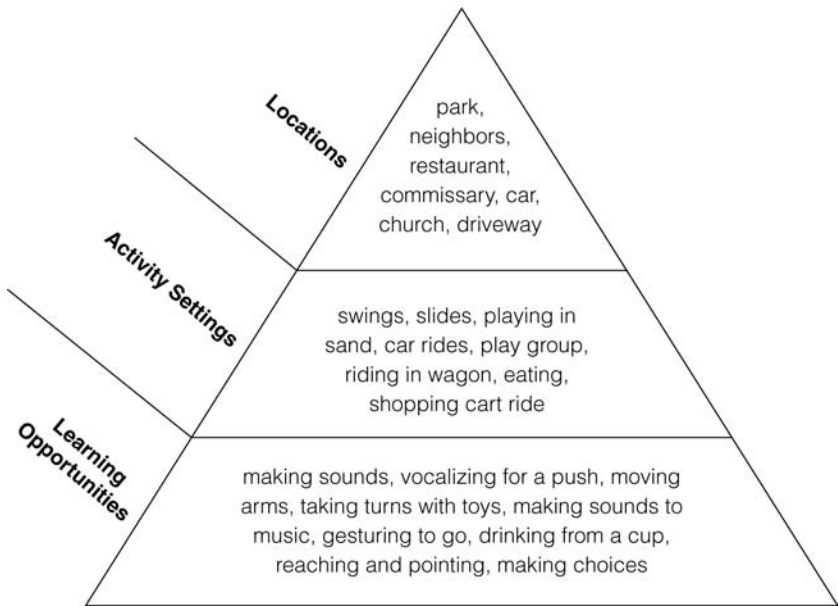 Locations
park,
neighbors,
restaurant,
commissary, car,
church, driveway
Activity Settings
swings, slides, playing in
sand, car rides, play group,
riding in wagon, eating,
shopping cart ride
Learning
Opportunities
making sounds, vocalizing for a push, moving
arms, taking turns with toys, making sounds to
music, gesturing to go, drinking from a cup,
reaching and pointing, making choices